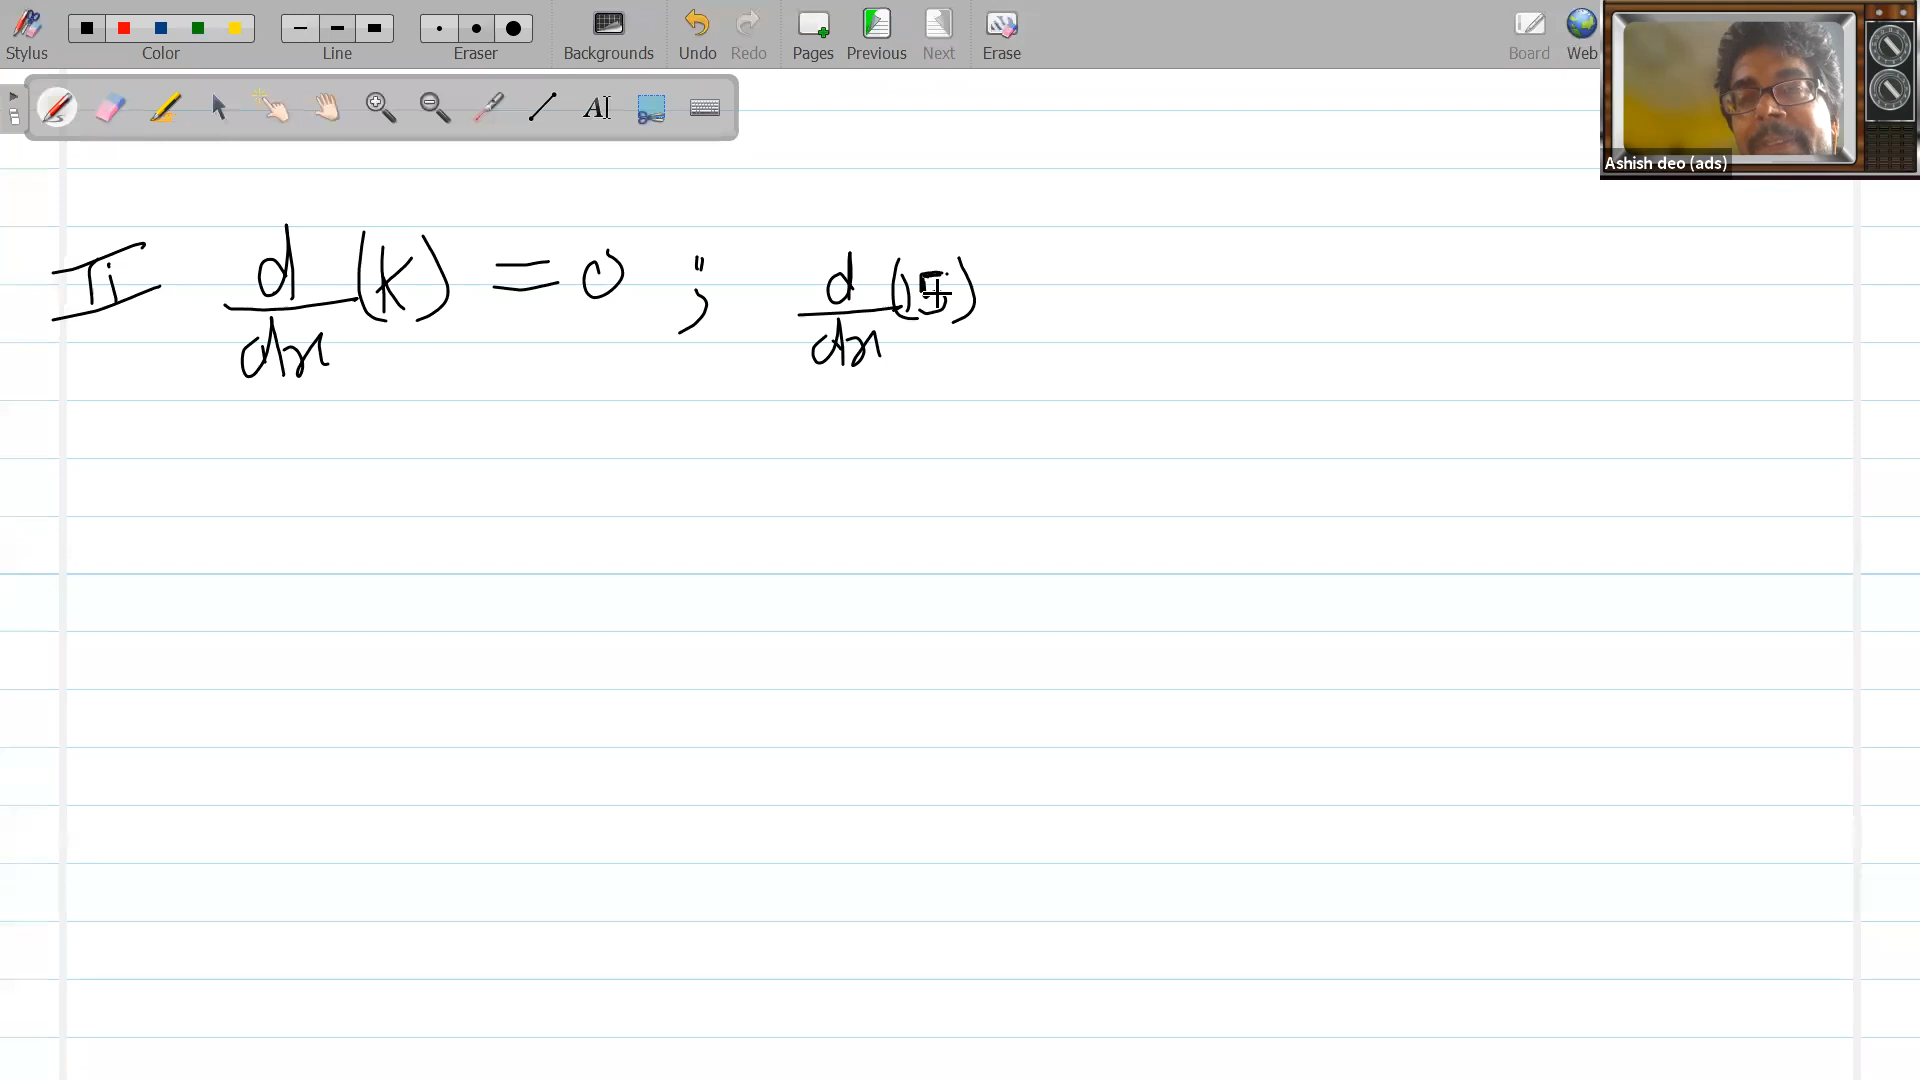 Stylus Color Line Eraser Backgrounds Undo Redo Pages Previous Next Erase Board Web
AI
Ashish deo (ads)
II d/dx (k) = 0 ; d/dx (15)